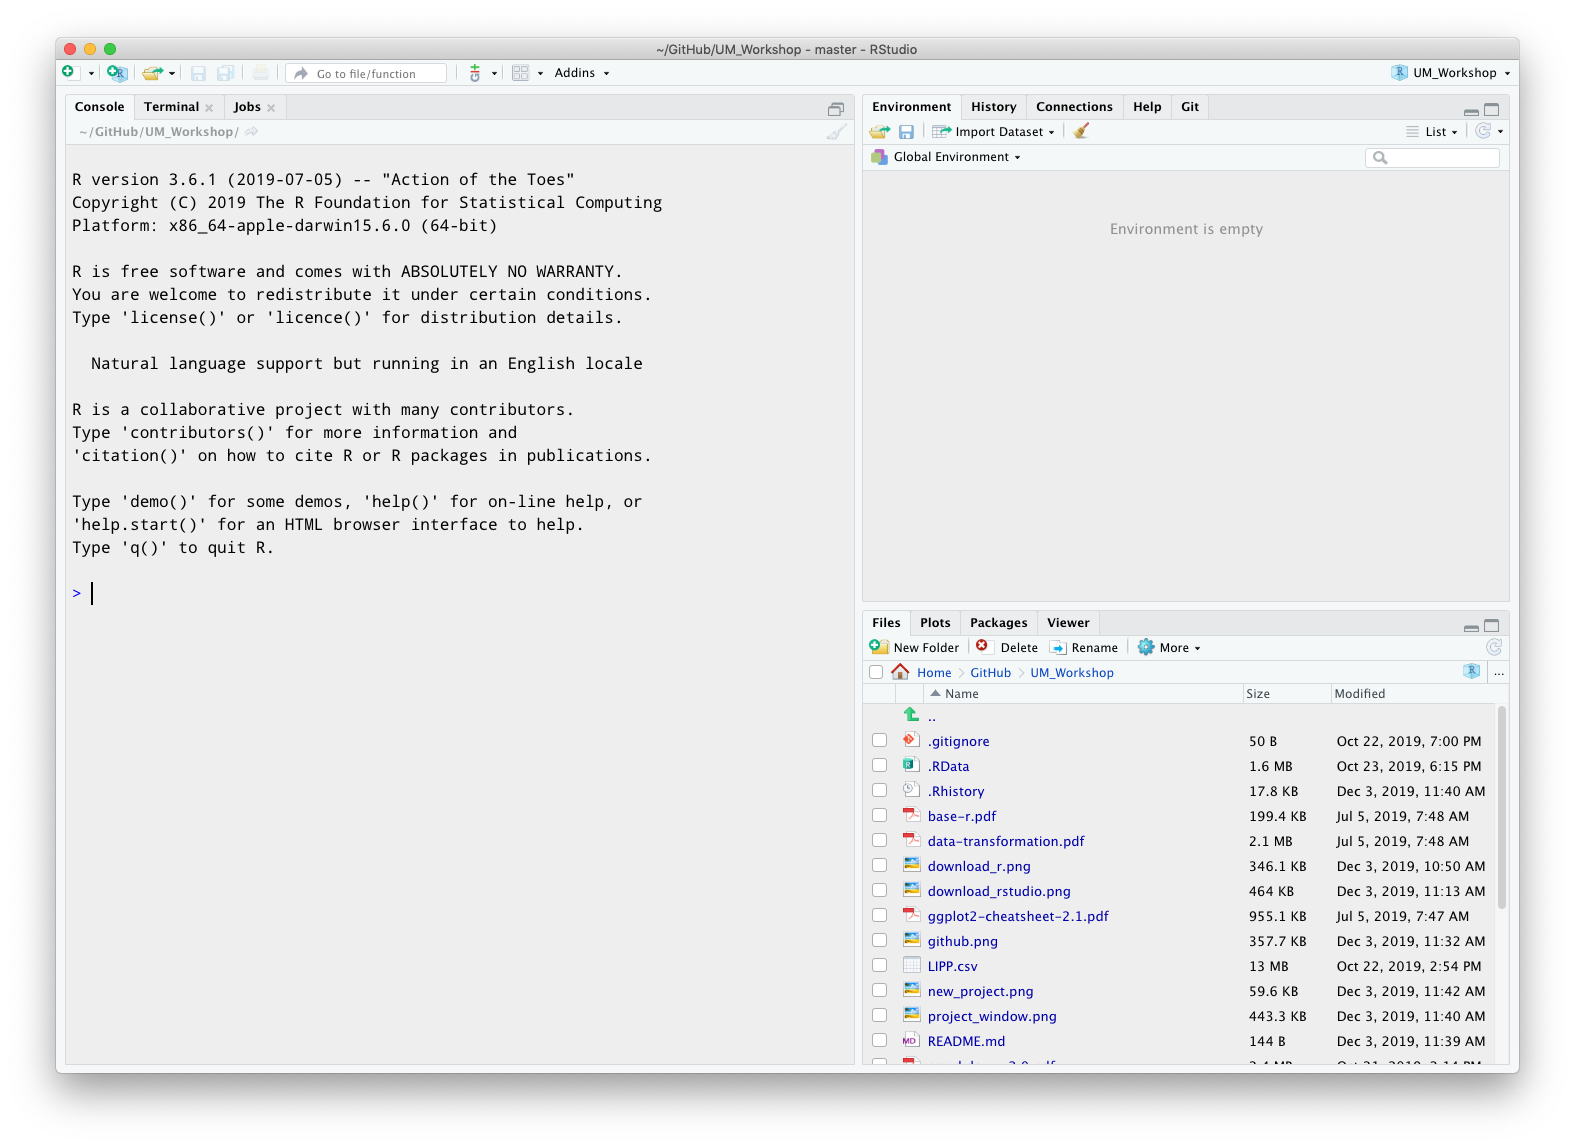 ~/GitHub/UM_Workshop - master - RStudio
Go to file/function
Addins
UM_Workshop
Console Terminal Jobs
~/GitHub/UM_Workshop/
R version 3.6.1 (2019-07-05) -- "Action of the Toes"
Copyright (C) 2019 The R Foundation for Statistical Computing
Platform: x86_64-apple-darwin15.6.0 (64-bit)
R is free software and comes with ABSOLUTELY NO WARRANTY.
You are welcome to redistribute it under certain conditions.
Type 'license()' or 'licence()' for distribution details.
Natural language support but running in an English locale
R is a collaborative project with many contributors.
Type 'contributors()' for more information and
'citation()' on how to cite R or R packages in publications.
Type 'demo()' for some demos, 'help()' for on-line help, or
'help.start()' for an HTML browser interface to help.
Type 'q()' to quit R.
>
Environment History Connections Help Git
Import Dataset List
Global Environment
Environment is empty
Files Plots Packages Viewer
New Folder Delete Rename More
Home GitHub UM_Workshop ...
Name Size Modified
..
.gitignore 50 B Oct 22, 2019, 7:00 PM
.RData 1.6 MB Oct 23, 2019, 6:15 PM
.Rhistory 17.8 KB Dec 3, 2019, 11:40 AM
base-r.pdf 199.4 KB Jul 5, 2019, 7:48 AM
data-transformation.pdf 2.1 MB Jul 5, 2019, 7:48 AM
download_r.png 346.1 KB Dec 3, 2019, 10:50 AM
download_rstudio.png 464 KB Dec 3, 2019, 11:13 AM
ggplot2-cheatsheet-2.1.pdf 955.1 KB Jul 5, 2019, 7:47 AM
github.png 357.7 KB Dec 3, 2019, 11:32 AM
LIPP.csv 13 MB Oct 22, 2019, 2:54 PM
new_project.png 59.6 KB Dec 3, 2019, 11:42 AM
project_window.png 443.3 KB Dec 3, 2019, 11:40 AM
README.md 144 B Dec 3, 2019, 11:39 AM